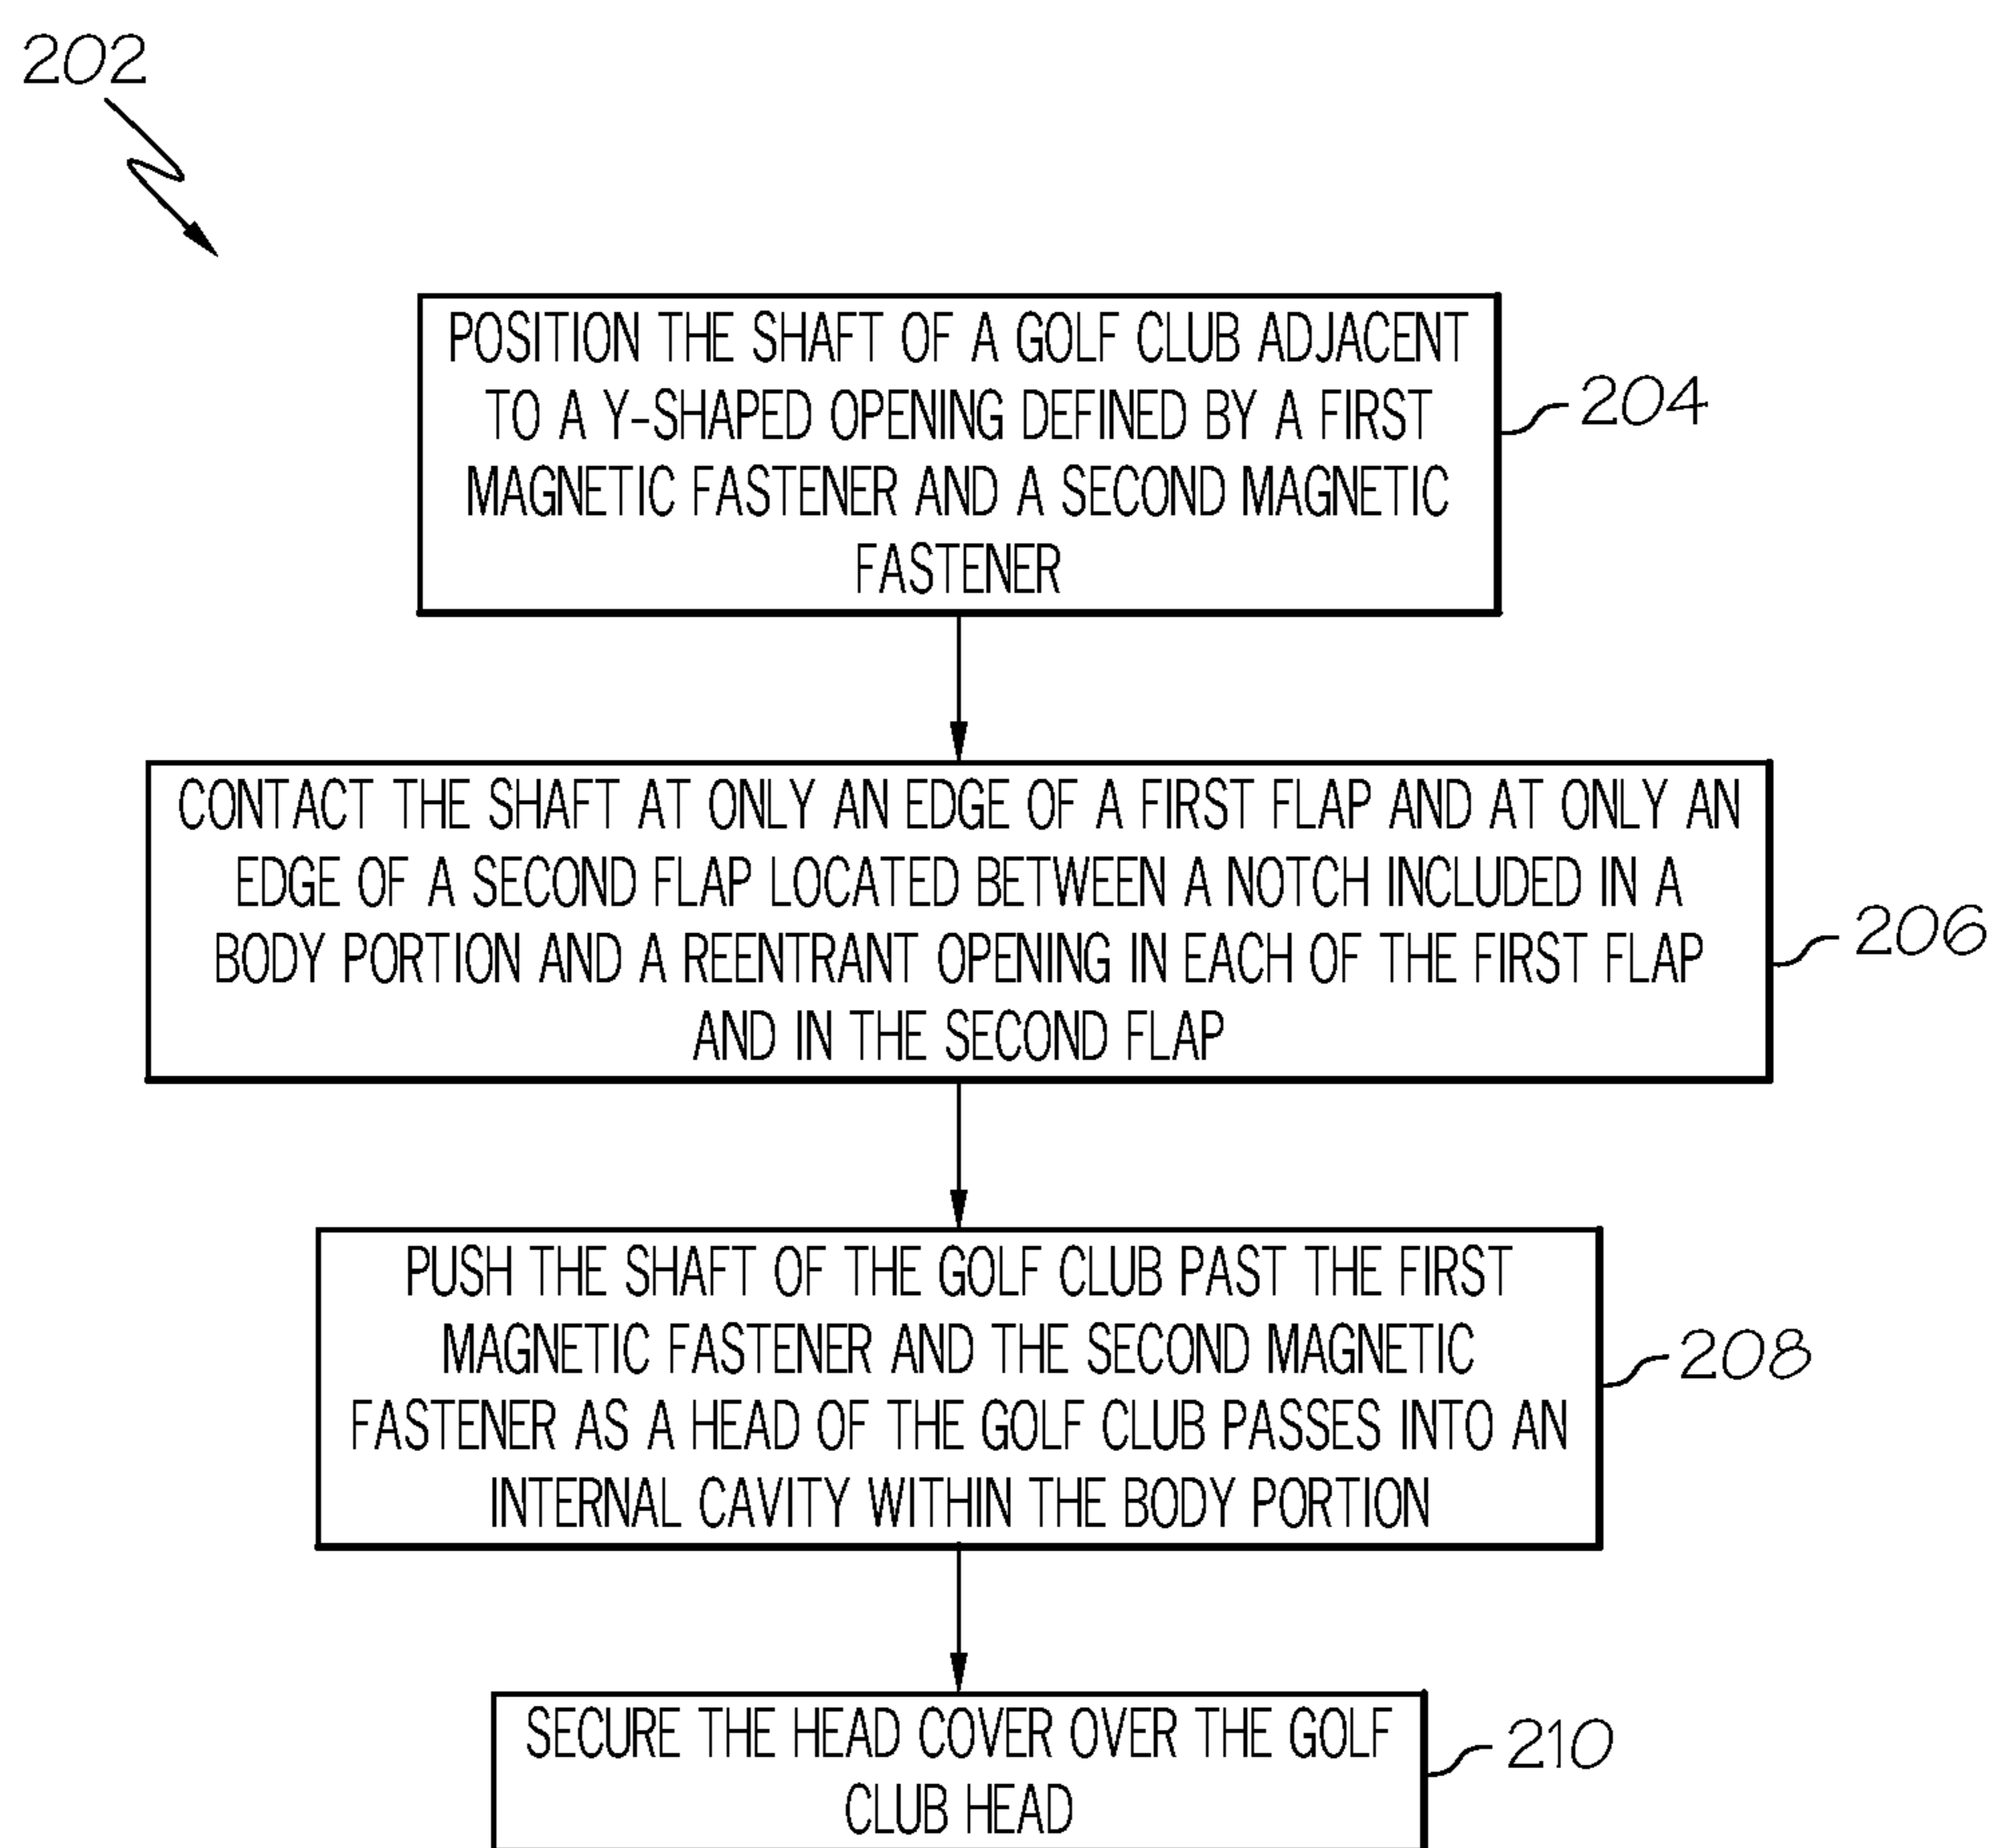 202
POSITION THE SHAFT OF A GOLF CLUB ADJACENT
TO A Y-SHAPED OPENING DEFINED BY A FIRST
MAGNETIC FASTENER AND A SECOND MAGNETIC
FASTENER
204
CONTACT THE SHAFT AT ONLY AN EDGE OF A FIRST FLAP AND AT ONLY AN
EDGE OF A SECOND FLAP LOCATED BETWEEN A NOTCH INCLUDED IN A
BODY PORTION AND A REENTRANT OPENING IN EACH OF THE FIRST FLAP
AND IN THE SECOND FLAP
206
PUSH THE SHAFT OF THE GOLF CLUB PAST THE FIRST
MAGNETIC FASTENER AND THE SECOND MAGNETIC
FASTENER AS A HEAD OF THE GOLF CLUB PASSES INTO AN
INTERNAL CAVITY WITHIN THE BODY PORTION
208
SECURE THE HEAD COVER OVER THE GOLF
CLUB HEAD
210